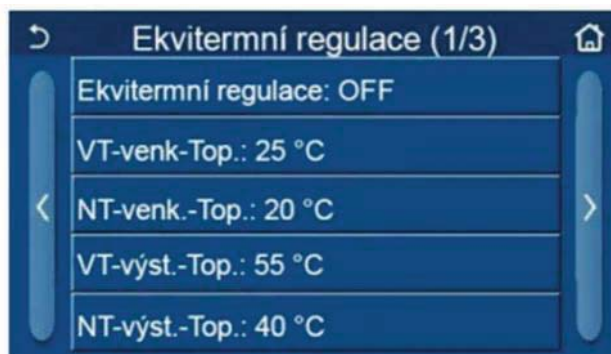 Ekvitermní regulace (1/3)
Ekvitermní regulace: OFF
VT-venk-Top.: 25 °C
NT-venk.-Top.: 20 °C
VT-výst.-Top.: 55 °C
NT-výst.-Top.: 40 °C